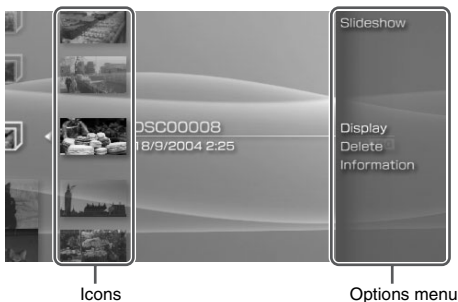 Slideshow
DSC00008
18/9/2004 2:25
Display
Delete
Information
Icons
Options menu